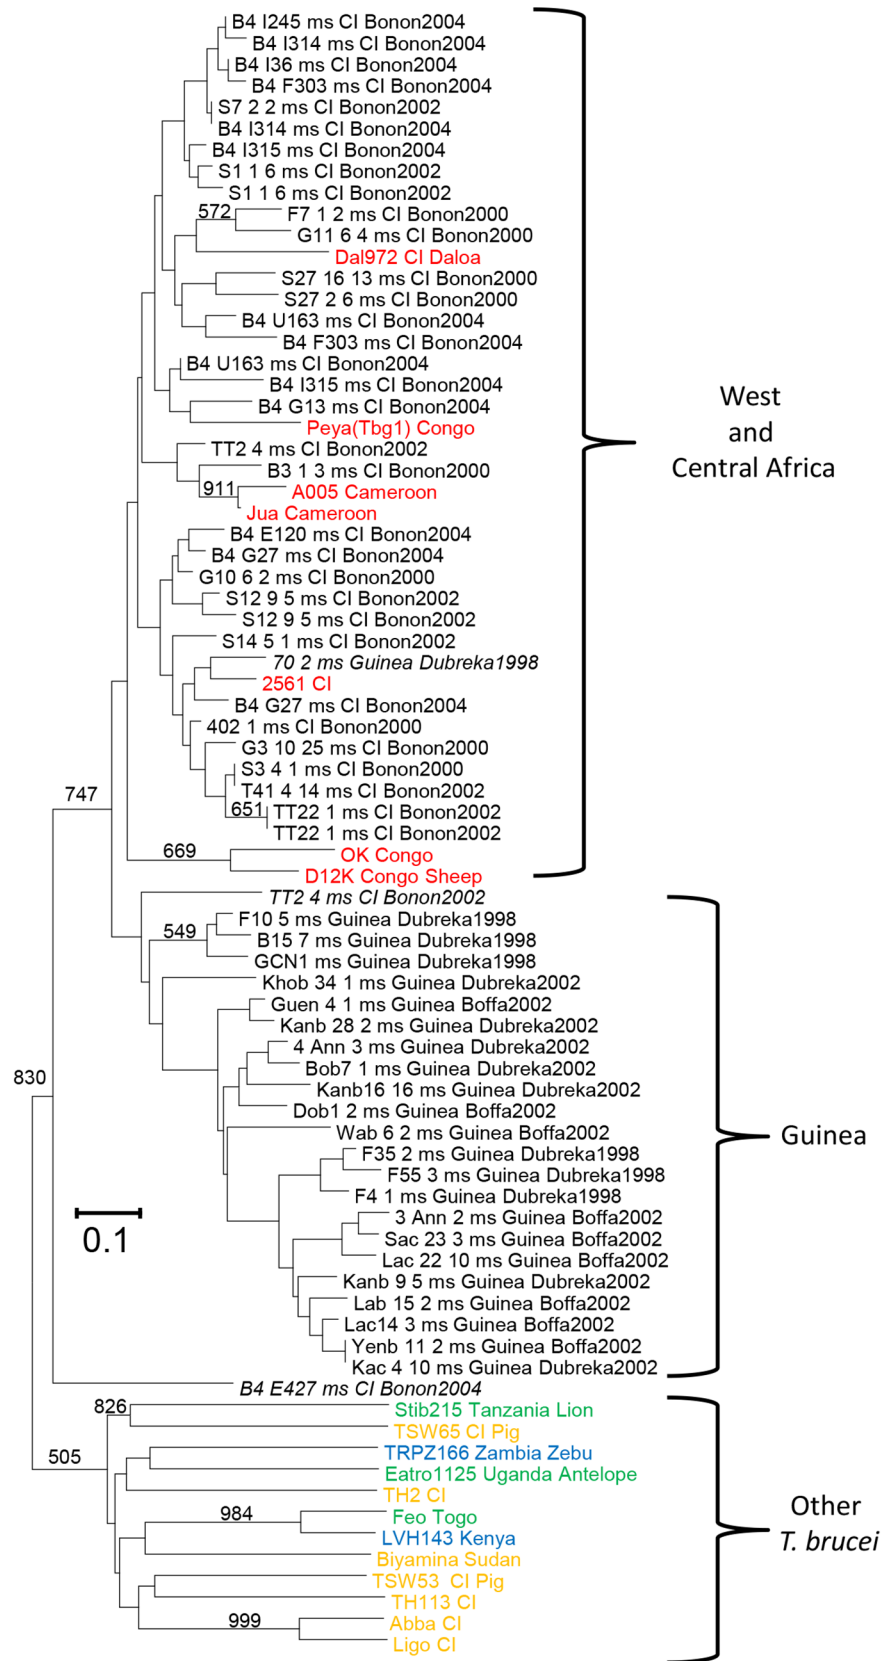 B4 I245 ms CI Bonon2004
B4 I314 ms CI Bonon2004
B4 I36 ms CI Bonon2004
B4 F303 ms CI Bonon2004
S7 2 2 ms CI Bonon2002
B4 I314 ms CI Bonon2004
B4 I315 ms CI Bonon2004
S1 1 6 ms CI Bonon2002
S1 1 6 ms CI Bonon2002
572
F7 1 2 ms CI Bonon2000
G11 6 4 ms CI Bonon2000
Dal972 CI Daloa
S27 16 13 ms CI Bonon2000
S27 2 6 ms CI Bonon2000
B4 U163 ms CI Bonon2004
B4 F303 ms CI Bonon2004
B4 U163 ms CI Bonon2004
B4 I315 ms CI Bonon2004
B4 G13 ms CI Bonon2004
Peya(Tbg1) Congo
TT2 4 ms CI Bonon2002
B3 1 3 ms CI Bonon2000
911
A005 Cameroon
Jua Cameroon
B4 E120 ms CI Bonon2004
B4 G27 ms CI Bonon2004
G10 6 2 ms CI Bonon2000
S12 9 5 ms CI Bonon2002
S12 9 5 ms CI Bonon2002
S14 5 1 ms CI Bonon2002
70 2 ms Guinea Dubreka1998
2561 CI
B4 G27 ms CI Bonon2004
402 1 ms CI Bonon2000
G3 10 25 ms CI Bonon2000
S3 4 1 ms CI Bonon2000
T41 4 14 ms CI Bonon2002
651
TT22 1 ms CI Bonon2002
TT22 1 ms CI Bonon2002
747
669
OK Congo
D12K Congo Sheep
West
and
Central Africa
TT2 4 ms CI Bonon2002
F10 5 ms Guinea Dubreka1998
549
B15 7 ms Guinea Dubreka1998
GCN1 ms Guinea Dubreka1998
Khob 34 1 ms Guinea Dubreka2002
Guen 4 1 ms Guinea Boffa2002
Kanb 28 2 ms Guinea Dubreka2002
4 Ann 3 ms Guinea Dubreka2002
Bob7 1 ms Guinea Dubreka2002
Kanb16 16 ms Guinea Dubreka2002
Dob1 2 ms Guinea Boffa2002
Wab 6 2 ms Guinea Boffa2002
F35 2 ms Guinea Dubreka1998
F55 3 ms Guinea Dubreka1998
F4 1 ms Guinea Dubreka1998
3 Ann 2 ms Guinea Boffa2002
Sac 23 3 ms Guinea Boffa2002
Lac 22 10 ms Guinea Boffa2002
Kanb 9 5 ms Guinea Dubreka2002
Lab 15 2 ms Guinea Boffa2002
Lac14 3 ms Guinea Boffa2002
Yenb 11 2 ms Guinea Boffa2002
Kac 4 10 ms Guinea Dubreka2002
Guinea
830
0.1
B4 E427 ms CI Bonon2004
826
Stib215 Tanzania Lion
TSW65 CI Pig
505
TRPZ166 Zambia Zebu
Eatro1125 Uganda Antelope
TH2 CI
984
Feo Togo
LVH143 Kenya
Biyamina Sudan
TSW53 CI Pig
TH113 CI
999
Abba CI
Ligo CI
Other
T. brucei